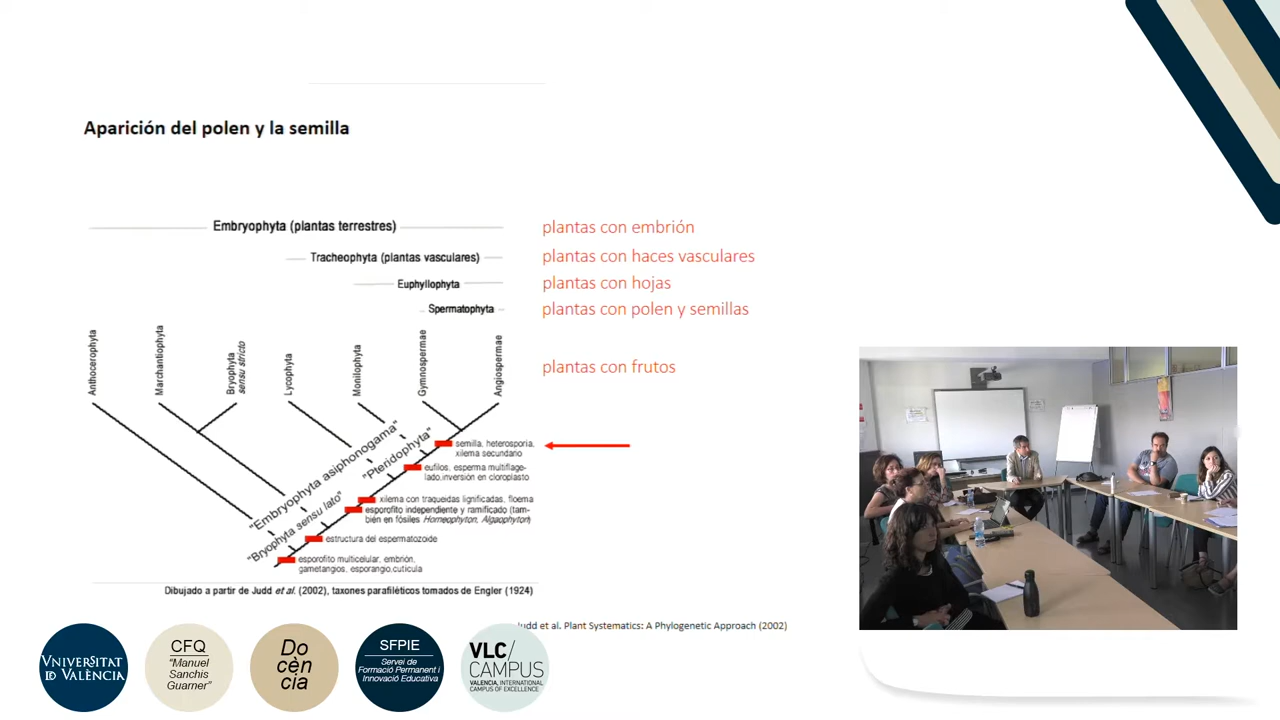 Aparición del polen y la semilla
Embryophyta (plantas terrestres)
plantas con embrión
Tracheophyta (plantas vasculares)
plantas con haces vasculares
Euphyllophyta
plantas con hojas
Spermatophyta
plantas con polen y semillas
Anthocerophyta
Marchantiophyta
Bryophyta
sensu stricto
Lycophyta
Monilophyta
Gymnospermae
Angiospermae
plantas con frutos
"Embryophyta asiphonogama"
"Pteridophyta"
"Bryophyta sensu lato"
semilla, heterosporia,
xilema secundario
eufilos, esperma multiflage-
lado,inversión en cloroplasto
xilema con traqueidas lignificadas, floema
esporofito independiente y ramificado (tam-
bién en fósiles Horneophyton, Aglaophyton)
estructura del espermatozoide
esporofito multicelular, embrión,
gametangios, esporangio,cutícula
Dibujado a partir de Judd et al. (2002), taxones parafiléticos tomados de Engler (1924)
Judd et al. Plant Systematics: A Phylogenetic Approach (2002)
VNIVERSITAT
ID VALÈNCIA
CFQ
"Manuel
Sanchis
Guarner"
Do
cèn
cia
SFPIE
Servei de
Formació Permanent i
Innovació Educativa
VLC/
CAMPUS
VALENCIA, INTERNATIONAL
CAMPUS OF EXCELLENCE